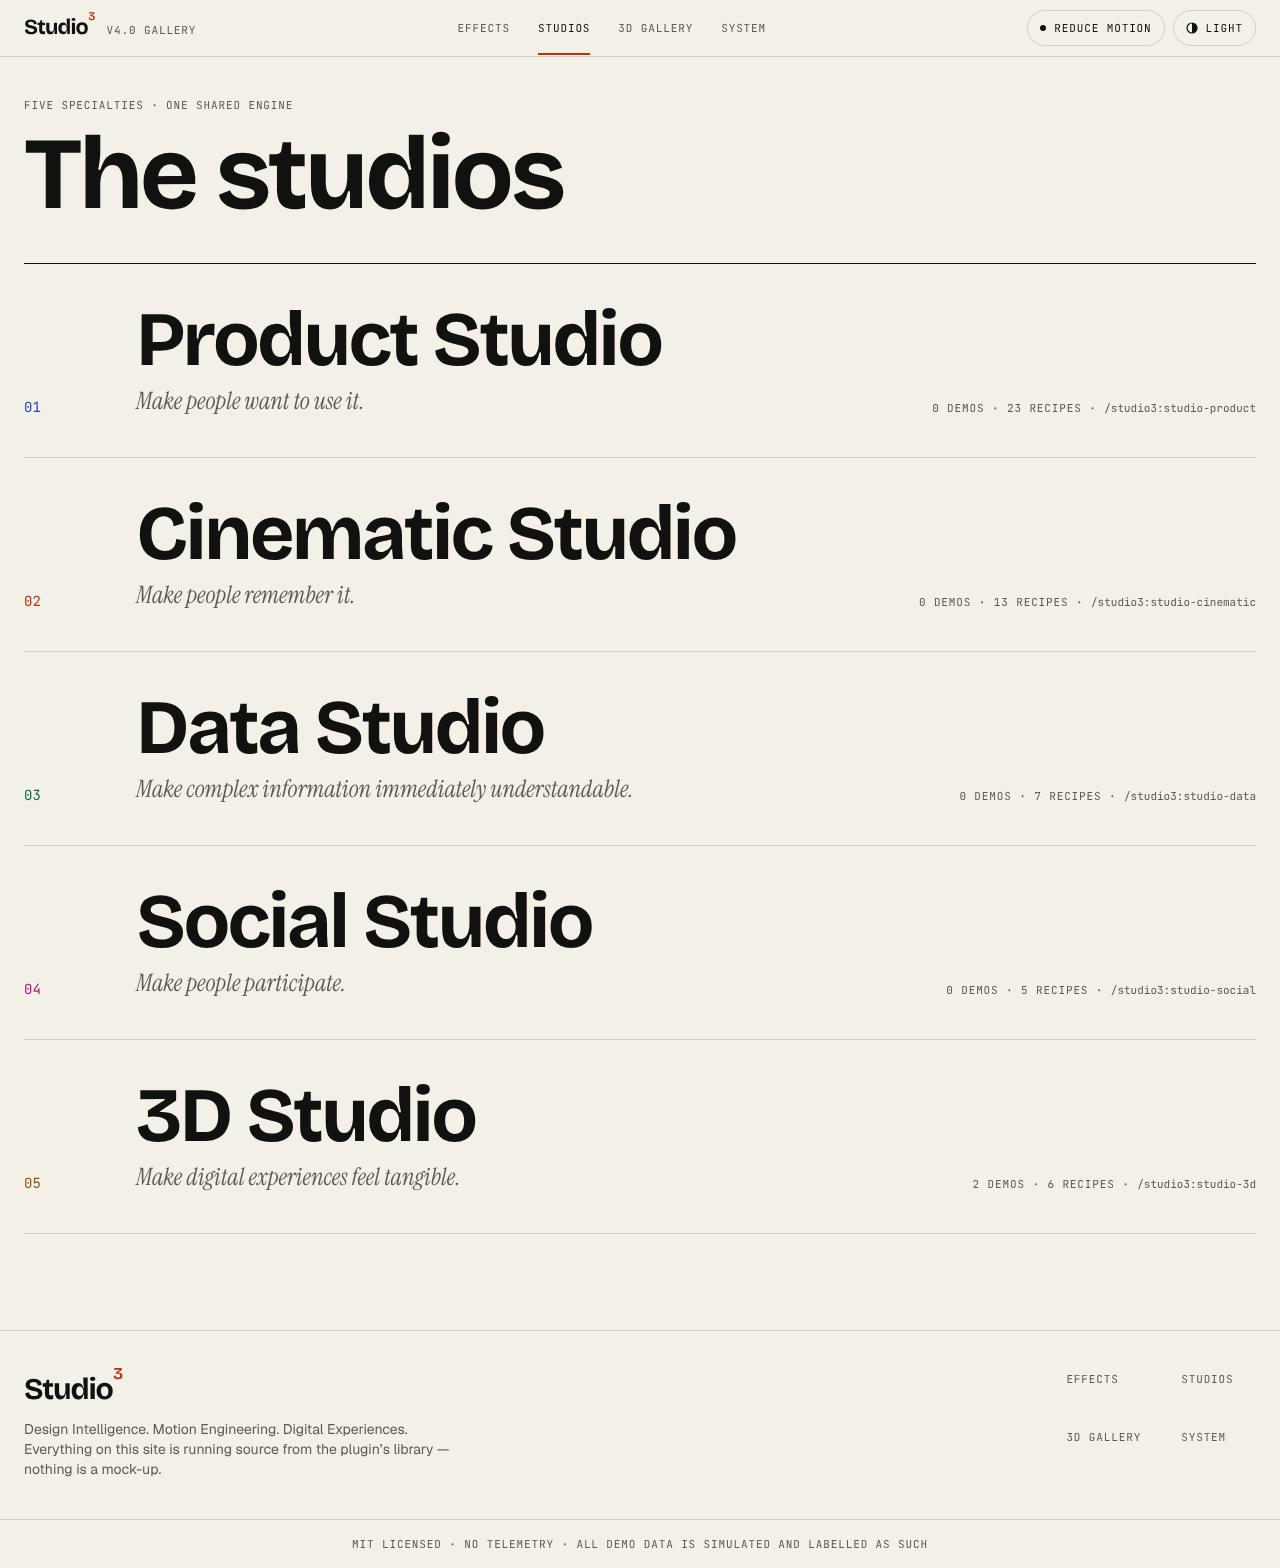 Studio3 V4.0 GALLERY EFFECTS STUDIOS 3D GALLERY SYSTEM REDUCE MOTION LIGHT
FIVE SPECIALTIES · ONE SHARED ENGINE
The studios
Product Studio
01 Make people want to use it. 0 DEMOS · 23 RECIPES · /studio3:studio-product
Cinematic Studio
02 Make people remember it. 0 DEMOS · 13 RECIPES · /studio3:studio-cinematic
Data Studio
03 Make complex information immediately understandable. 0 DEMOS · 7 RECIPES · /studio3:studio-data
Social Studio
04 Make people participate. 0 DEMOS · 5 RECIPES · /studio3:studio-social
3D Studio
05 Make digital experiences feel tangible. 2 DEMOS · 6 RECIPES · /studio3:studio-3d
Studio3
Design Intelligence. Motion Engineering. Digital Experiences.
Everything on this site is running source from the plugin’s library —
nothing is a mock-up.
EFFECTS STUDIOS
3D GALLERY SYSTEM
MIT LICENSED · NO TELEMETRY · ALL DEMO DATA IS SIMULATED AND LABELLED AS SUCH